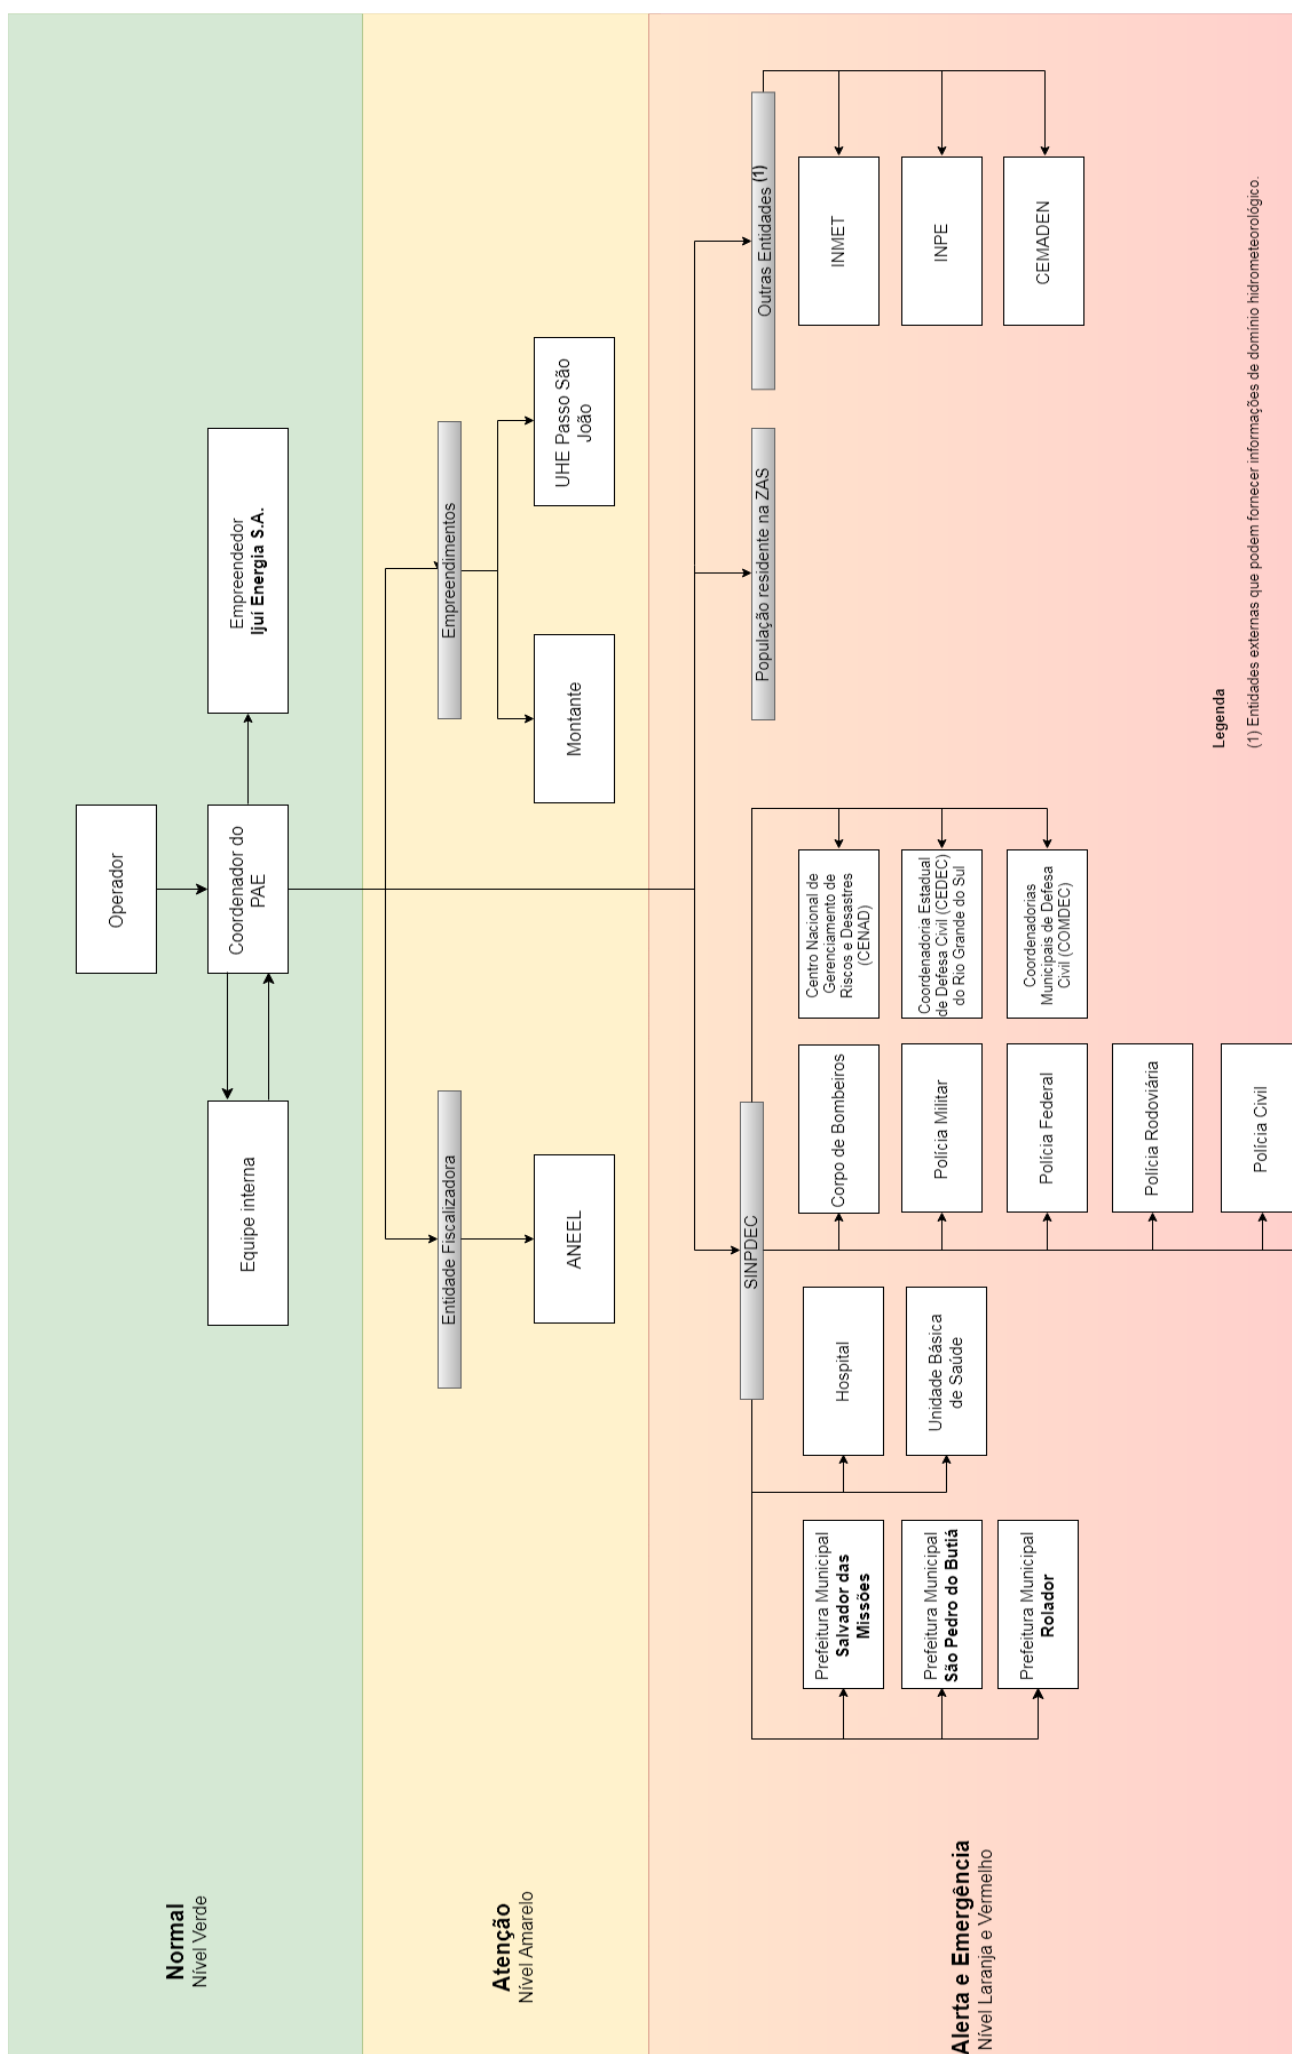 Normal
Nível Verde
Operador
Equipe interna
Coordenador do
PAE
Empreendedor
Ijuí Energia S.A.
Atenção
Nível Amarelo
Entidade Fiscalizadora
Empreendimentos
ANEEL
Montante
UHE Passo São
João
Alerta e Emergência
Nível Laranja e Vermelho
SINPDEC
População residente na ZAS
Outras Entidades (1)
Prefeitura Municipal
Salvador das
Missões
Prefeitura Municipal
São Pedro do Butiá
Prefeitura Municipal
Rolador
Hospital
Unidade Básica
de Saúde
Corpo de Bombeiros
Polícia Militar
Polícia Federal
Polícia Rodoviária
Polícia Civil
Centro Nacional de
Gerenciamento de
Riscos e Desastres
(CENAD)
Coordenadoria Estadual
de Defesa Civil (CEDEC)
do Rio Grande do Sul
Coordenadorias
Municipais de Defesa
Civil (COMDEC)
INMET
INPE
CEMADEN
Legenda
(1) Entidades externas que podem fornecer informações de domínio hidrometeorológico.